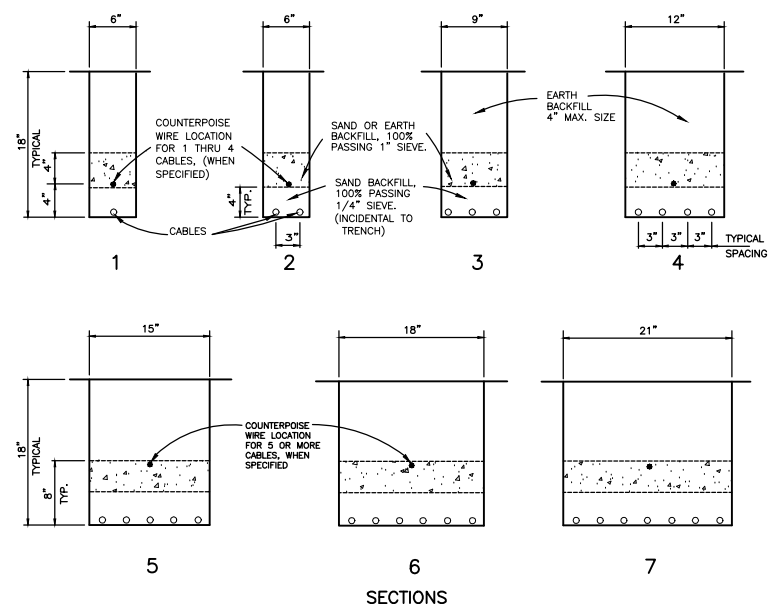 6"
6"
9"
12"
18"
TYPICAL
4"
4"
COUNTERPOISE
WIRE LOCATION
FOR 1 THRU 4
CABLES, (WHEN
SPECIFIED)
CABLES
4"
TYP.
3"
SAND OR EARTH
BACKFILL, 100%
PASSING 1" SIEVE.
SAND BACKFILL,
100% PASSING
1/4" SIEVE.
(INCIDENTAL TO
TRENCH)
EARTH
BACKFILL
4" MAX. SIZE
3" 3" 3" TYPICAL
SPACING
1
2
3
4
15"
18"
21"
18"
TYPICAL
8"
TYP.
COUNTERPOISE
WIRE LOCATION
FOR 5 OR MORE
CABLES, WHEN
SPECIFIED
5
6
7
SECTIONS